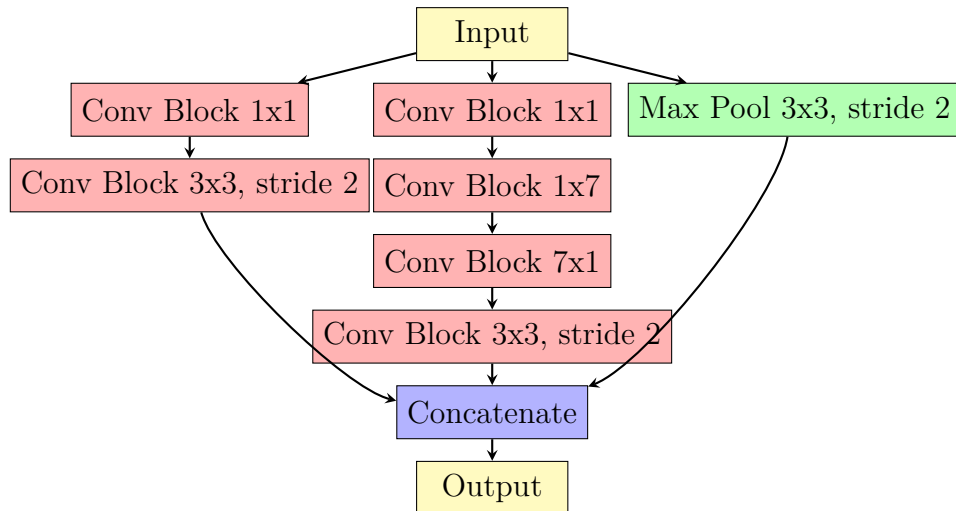 Input
Conv Block 1x1
Conv Block 1x1
Max Pool 3x3, stride 2
Conv Block 3x3, stride 2
Conv Block 1x7
Conv Block 7x1
Conv Block 3x3, stride 2
Concatenate
Output